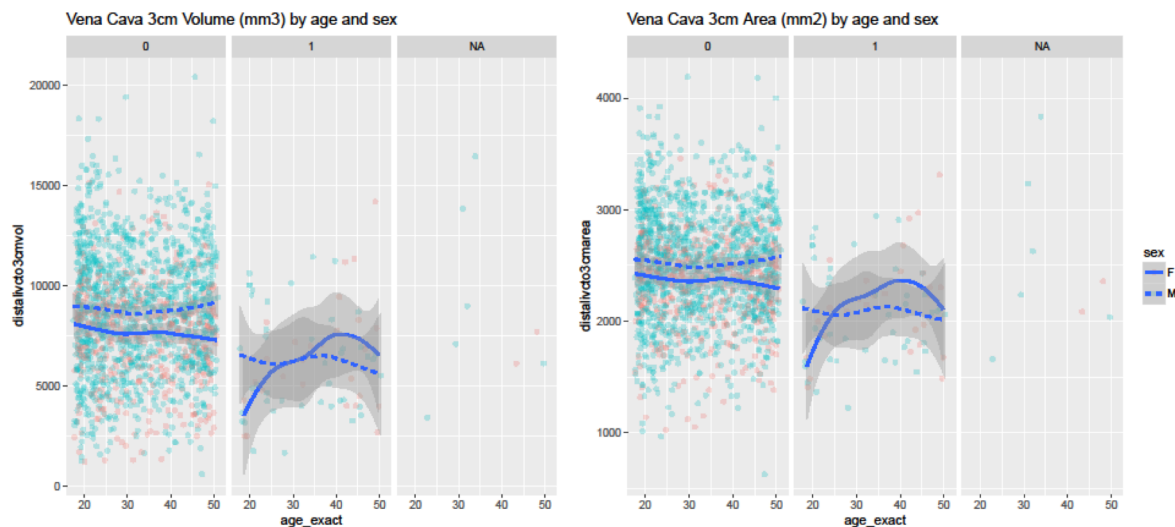 Vena Cava 3cm Volume (mm3) by age and sex
0 1 NA
20000
15000
10000
5000
0
distalivcto3cmvol
20 30 40 50 20 30 40 50 20 30 40 50
age_exact
Vena Cava 3cm Area (mm2) by age and sex
0 1 NA
4000
3000
2000
1000
distalivcto3cmarea
20 30 40 50 20 30 40 50 20 30 40 50
age_exact
sex
F
M